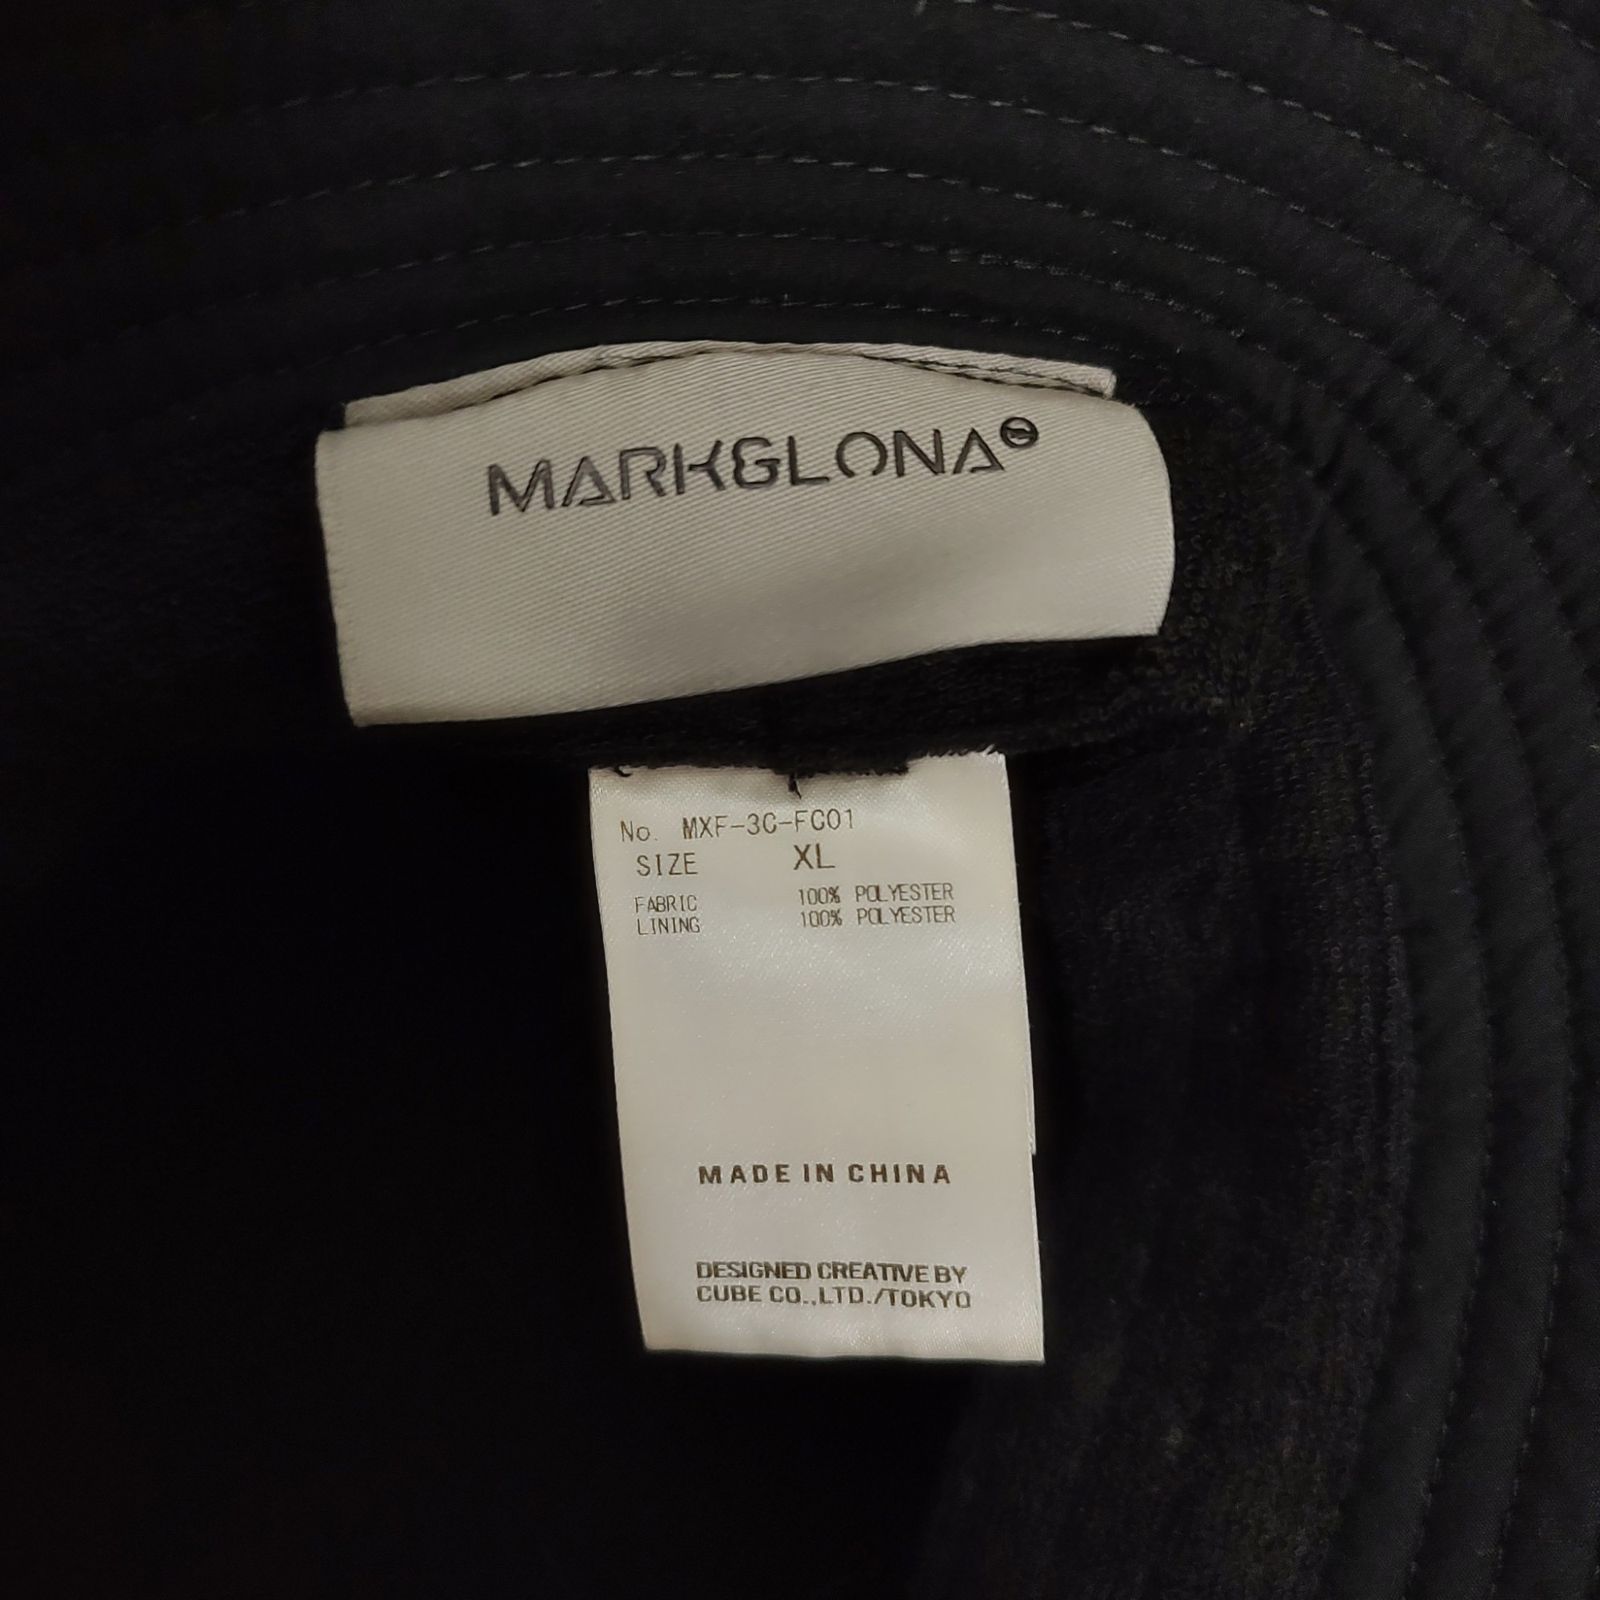 MARK&LONA
No. MXF-3C-FC01
SIZE XL
FABRIC 100% POLYESTER
LINING 100% POLYESTER
MADE IN CHINA
DESIGNED CREATIVE BY
CUBE CO.,LTD./TOKYO